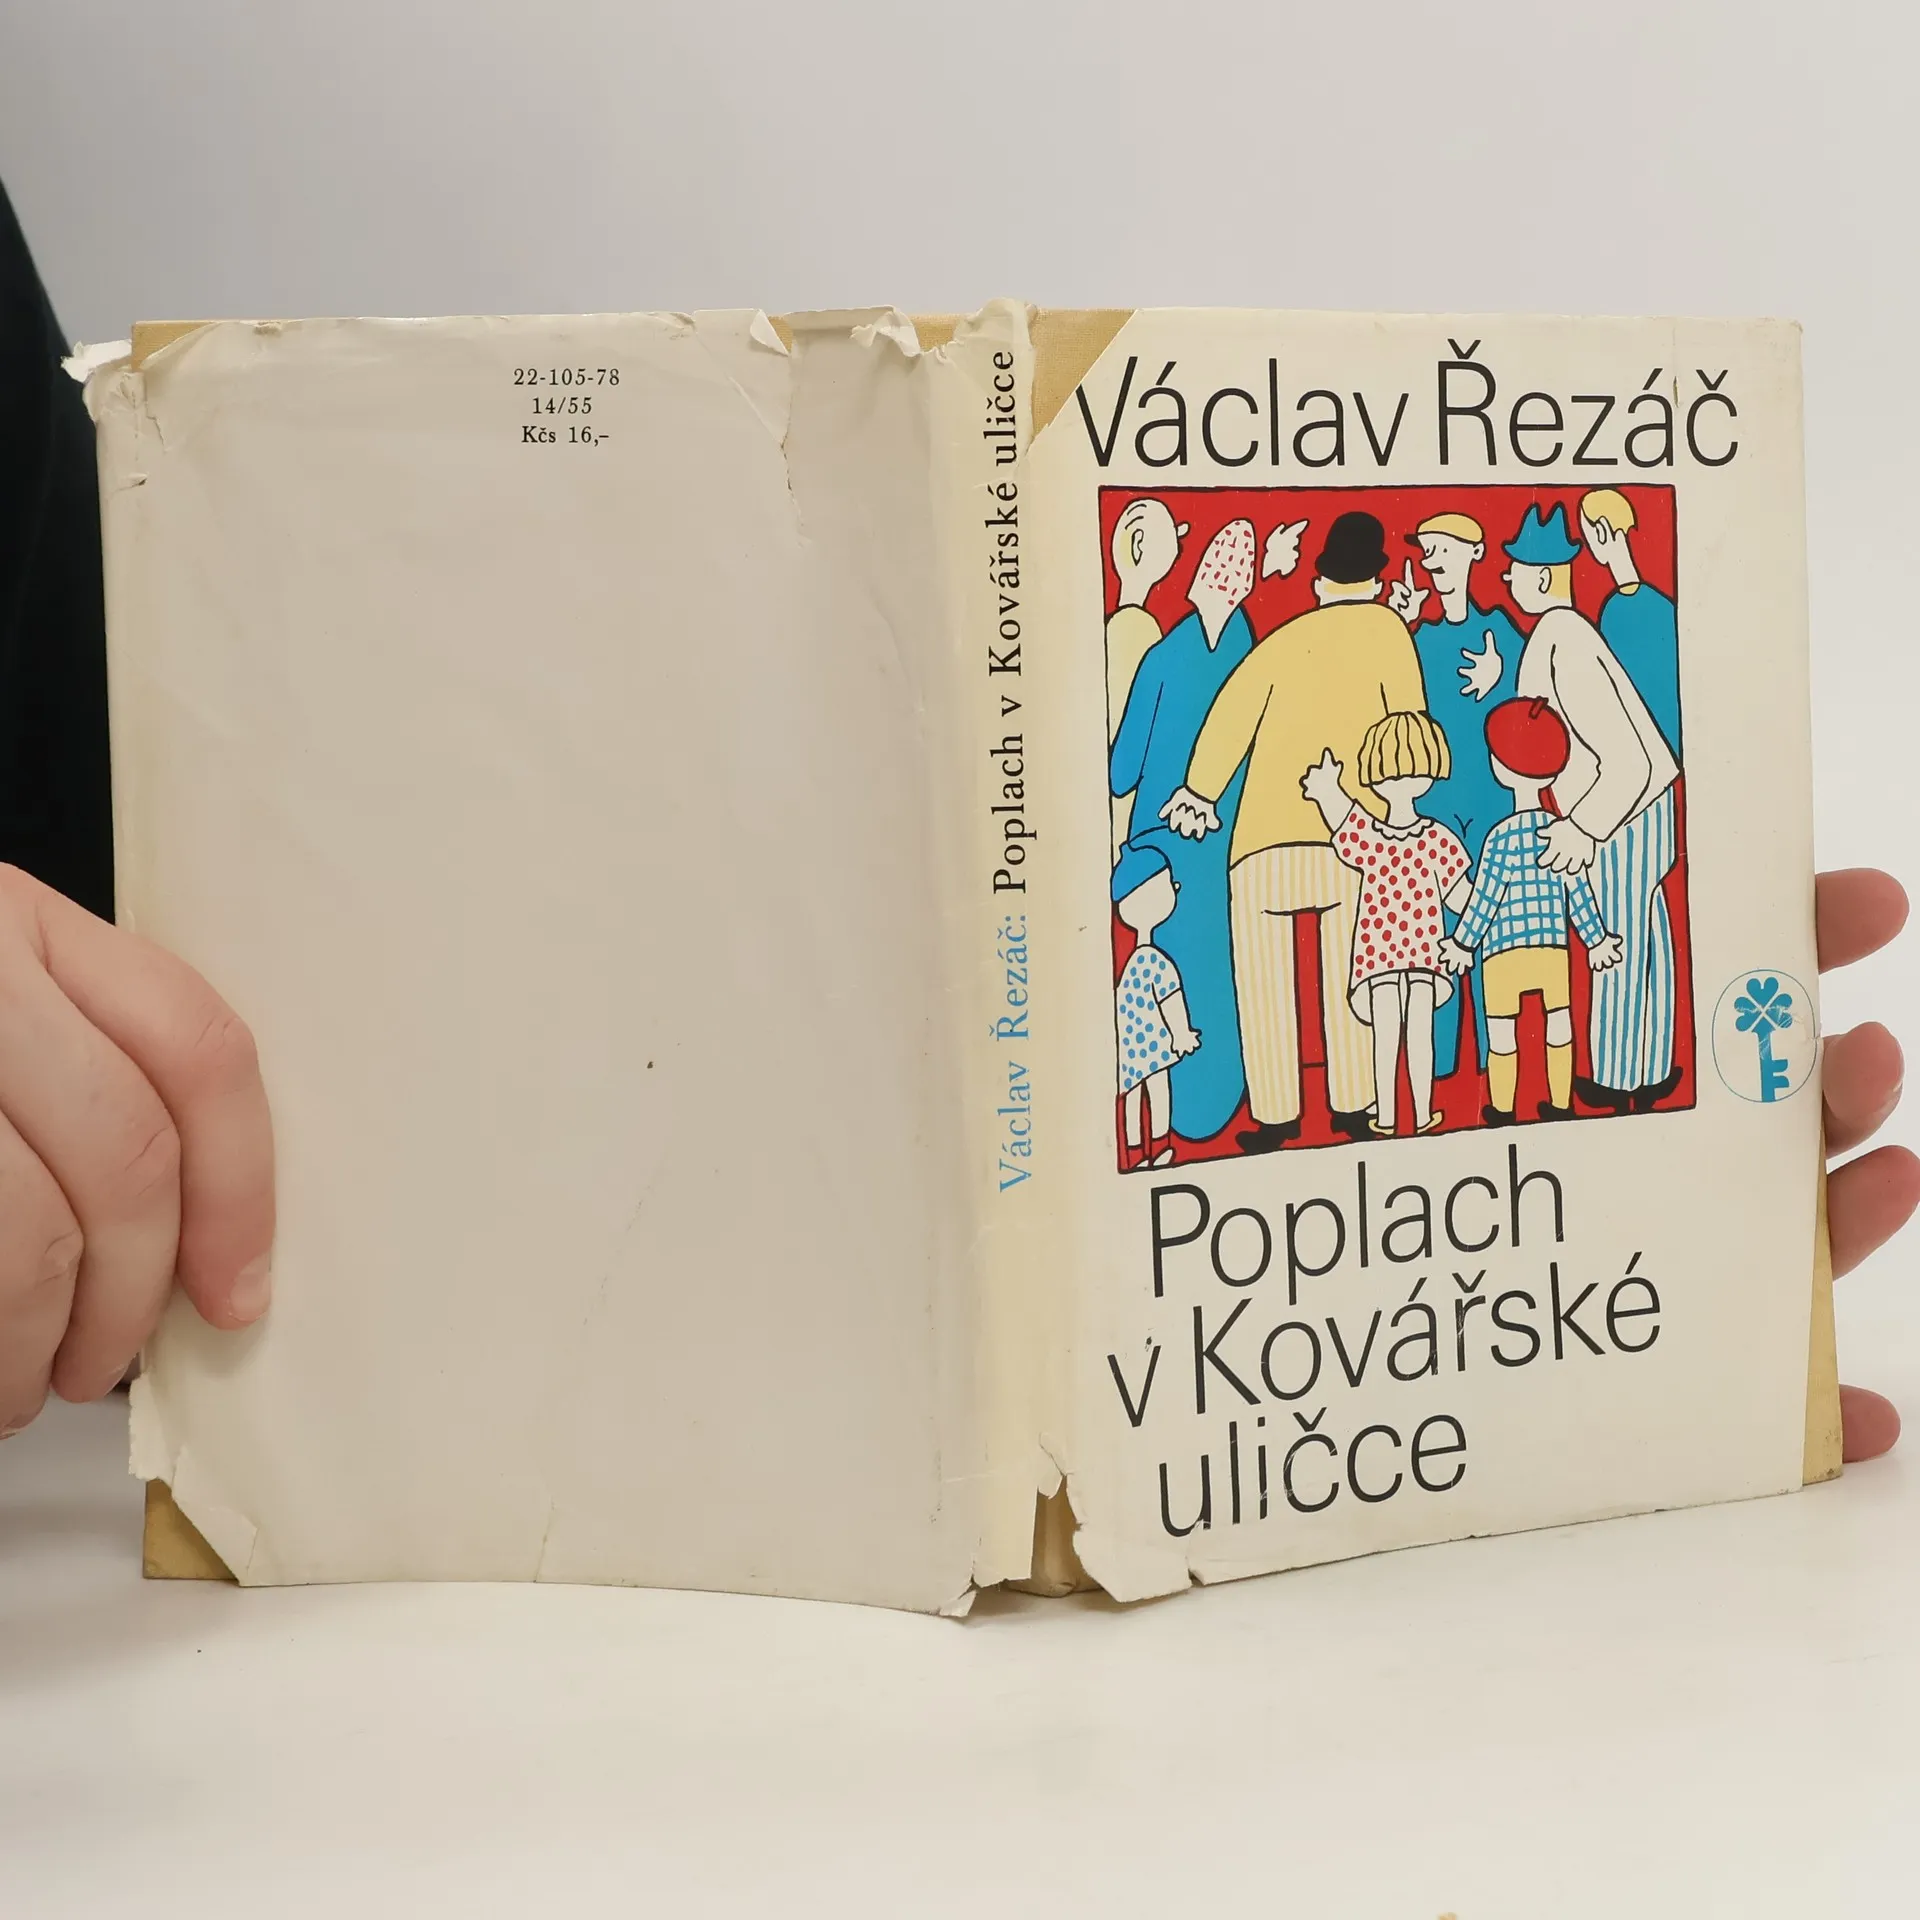 22-105-78
14/55
Kčs 16,–
Václav Řezáč: Poplach v Kovářské uličce
Václav Řezáč
Poplach
v Kovářské
uličce